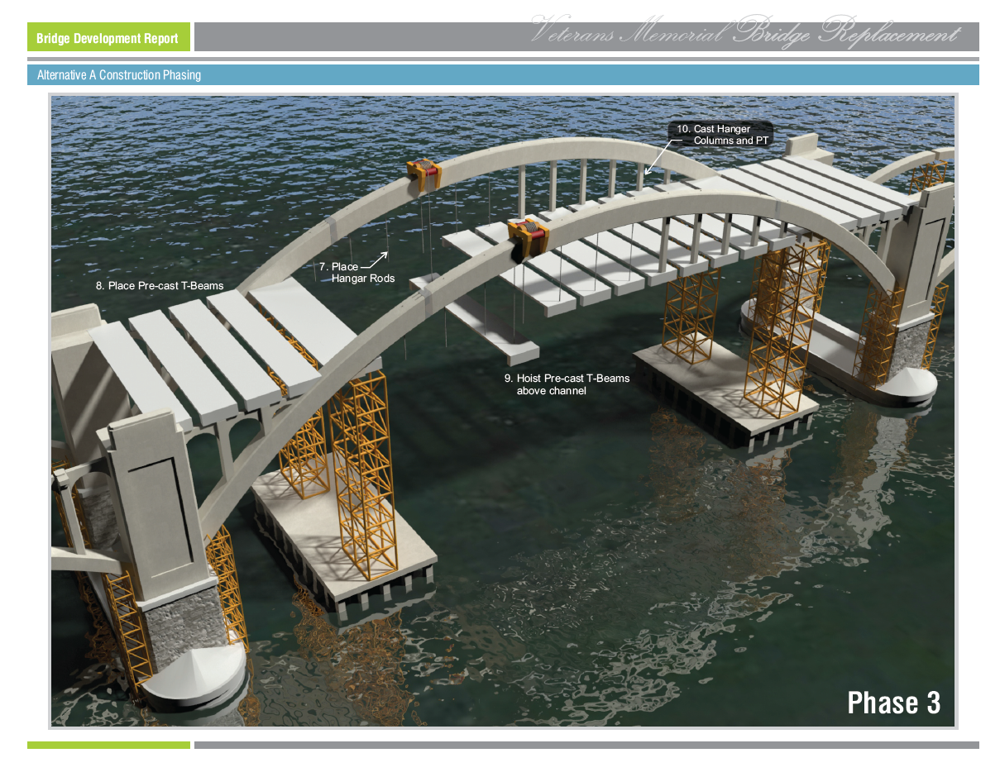 Bridge Development Report
Veterans Memorial Bridge Replacement
Alternative A Construction Phasing
10. Cast Hanger
Columns and PT
7. Place
Hangar Rods
8. Place Pre-cast T-Beams
9. Hoist Pre-cast T-Beams
above channel
Phase 3